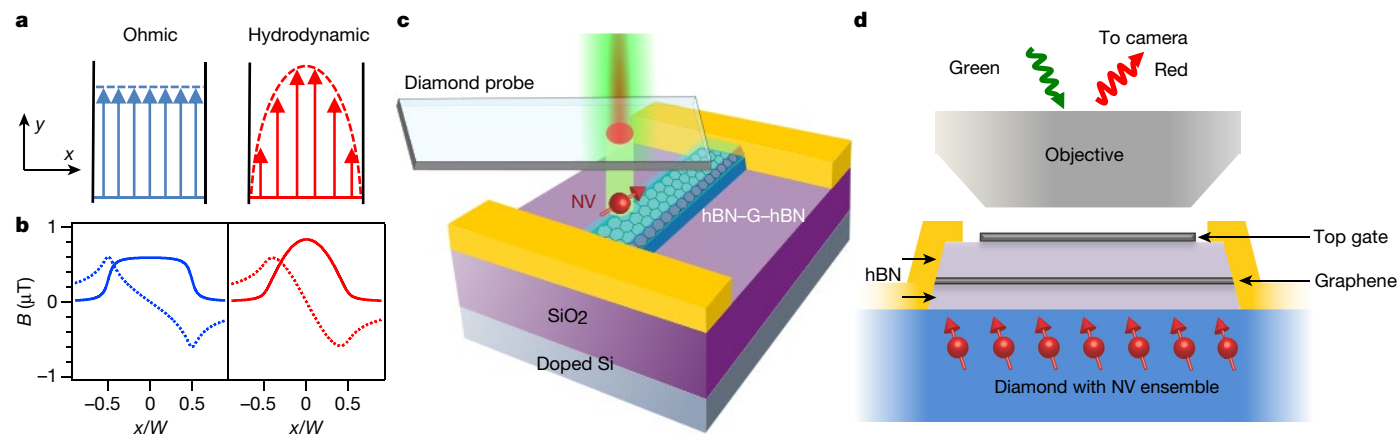 a
Ohmic
Hydrodynamic
y
x
b
B (μT)
1
0
−1
−0.5 0 0.5
x/W
−0.5 0 0.5
x/W
c
Diamond probe
NV
hBN–G–hBN
SiO2
Doped Si
d
To camera
Green
Red
Objective
Top gate
hBN
Graphene
Diamond with NV ensemble